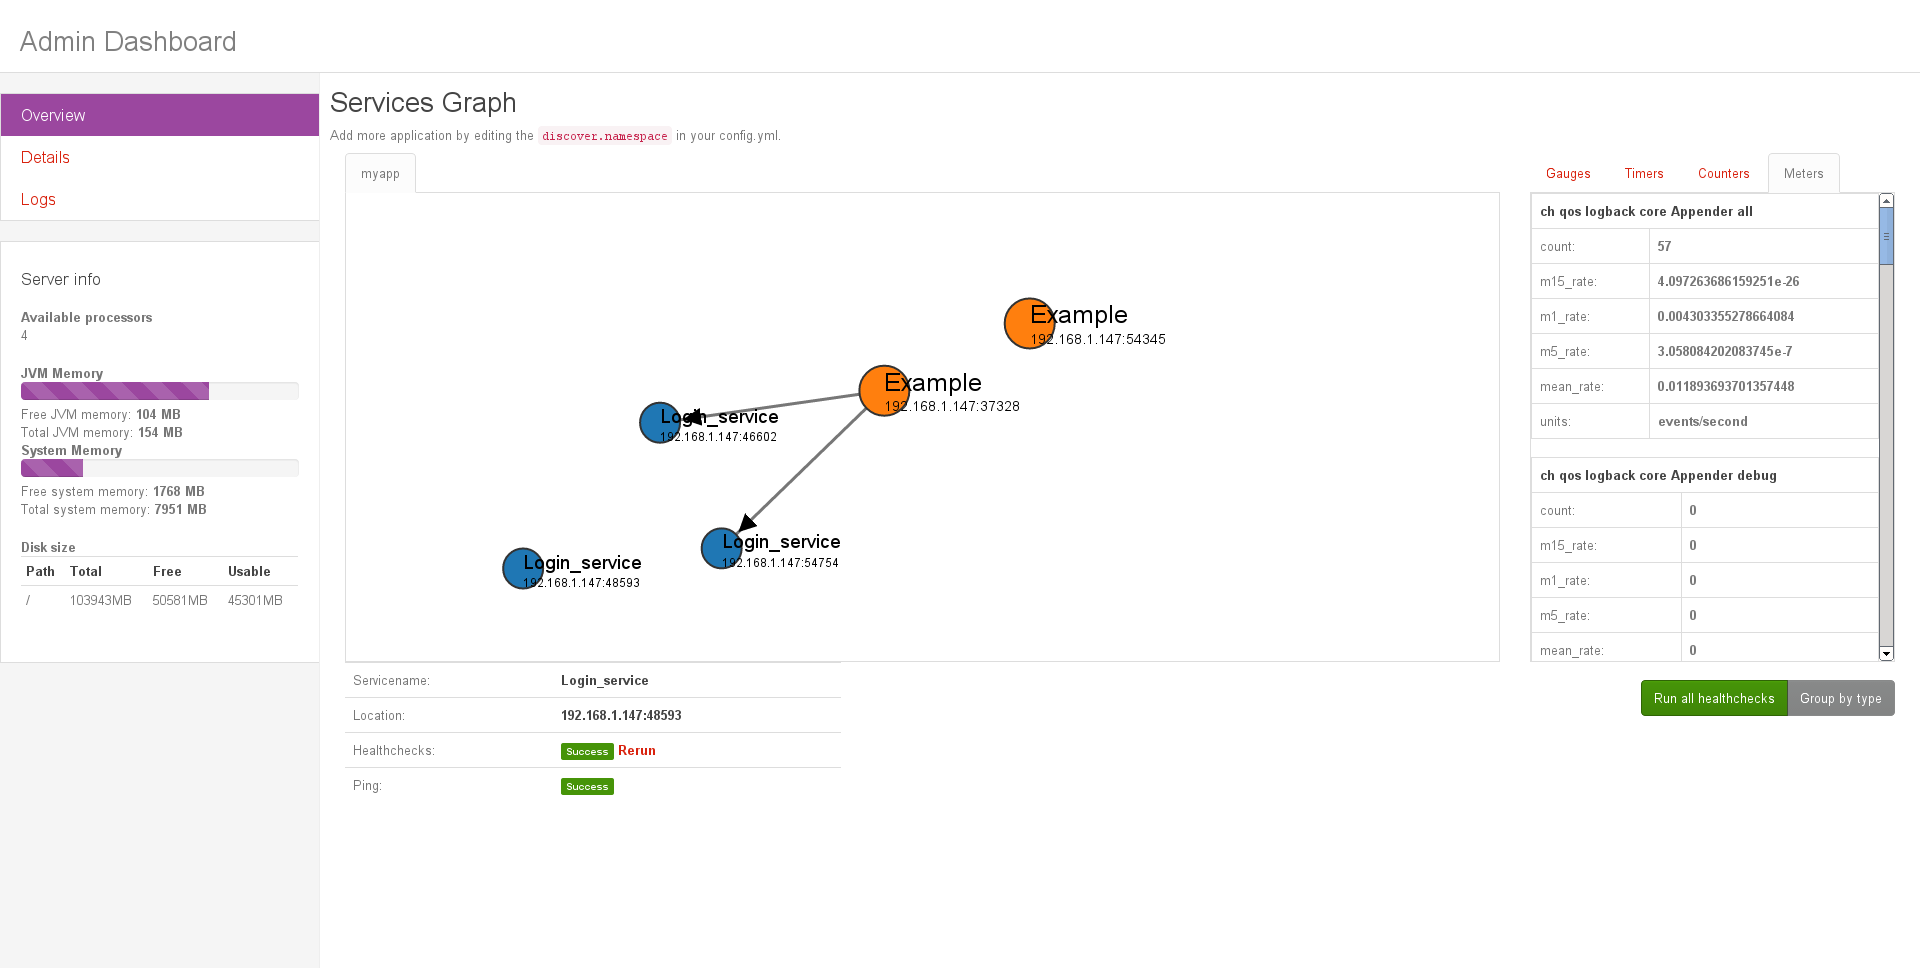 Admin Dashboard
Overview
Details
Logs
Server info
Available processors
4
JVM Memory
Free JVM memory: 104 MB
Total JVM memory: 154 MB
System Memory
Free system memory: 1768 MB
Total system memory: 7951 MB
Disk size
Path Total Free Usable
/ 103943MB 50581MB 45301MB
Services Graph
Add more application by editing the discover.namespace in your config.yml.
myapp
Example
192.168.1.147:54345
Example
192.168.1.147:37328
Login_service
192.168.1.147:46602
Login_service
192.168.1.147:54754
Login_service
192.168.1.147:48593
Servicename: Login_service
Location: 192.168.1.147:48593
Healthchecks: Success Rerun
Ping: Success
Gauges Timers Counters Meters
ch qos logback core Appender all
count: 57
m15_rate: 4.097263686159251e-26
m1_rate: 0.004303355278664084
m5_rate: 3.058084202083745e-7
mean_rate: 0.011893693701357448
units: events/second
ch qos logback core Appender debug
count: 0
m15_rate: 0
m1_rate: 0
m5_rate: 0
mean_rate: 0
Run all healthchecks Group by type